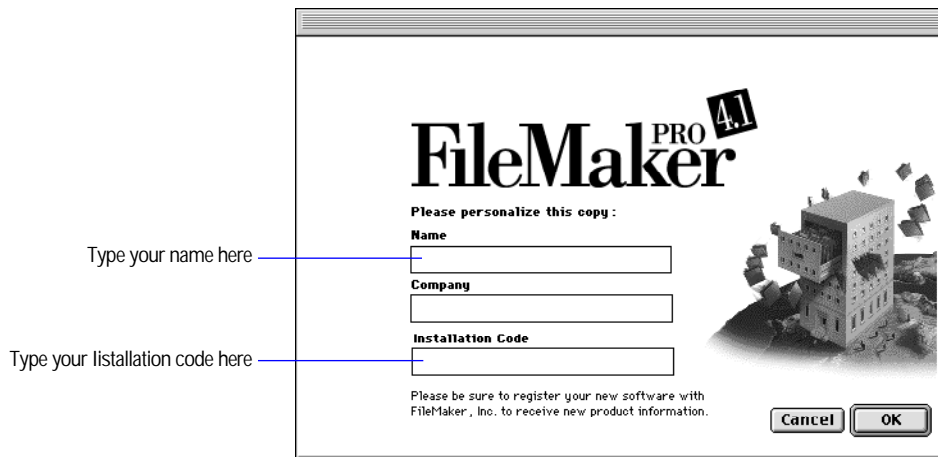 FileMaker PRO 4.1
Please personalize this copy :
Name
Type your name here
Company
Installation Code
Type your listallation code here
Please be sure to register your new software with
FileMaker, Inc. to receive new product information.
Cancel
OK